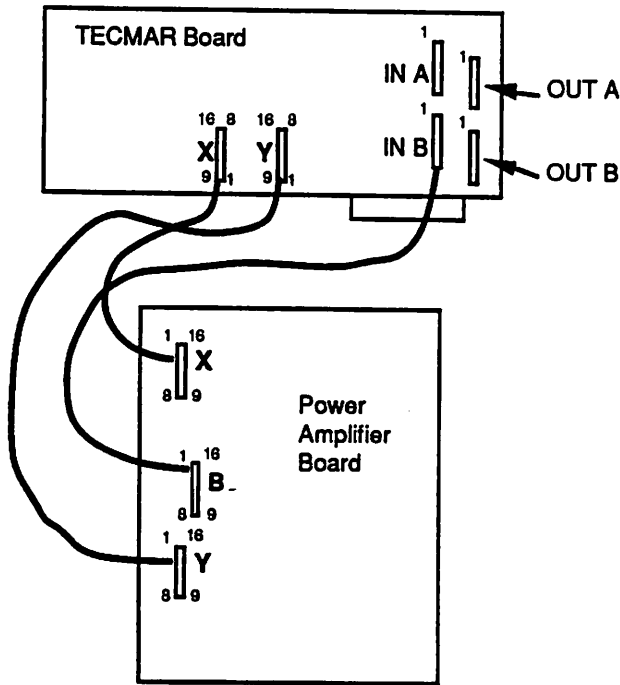 TECMAR Board
1
IN A
1
OUT A
16 8
X
9 1
16 8
Y
9 1
1
IN B
1
OUT B
1 16
X
8 9
Power
Amplifier
Board
1 16
B
8 9
1 16
Y
8 9